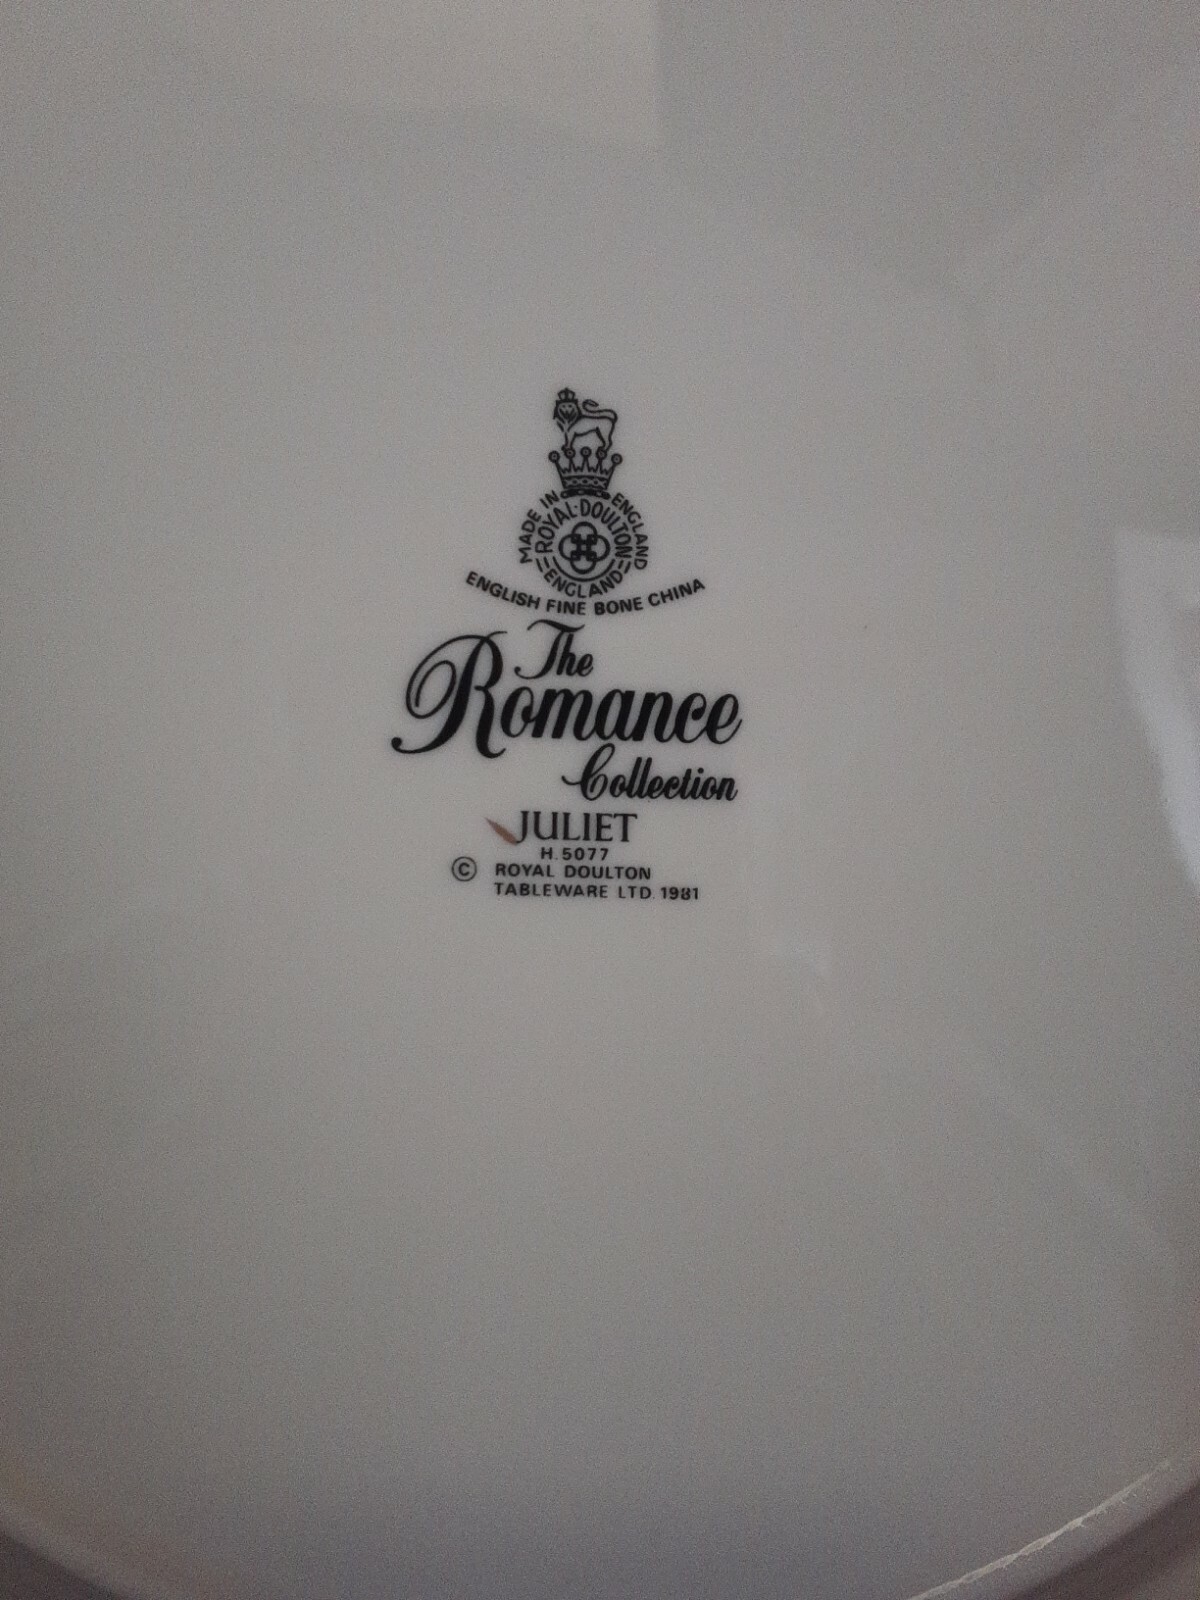 MADE IN ENGLAND
ROYAL·DOULTON
ENGLAND
ENGLISH FINE BONE CHINA
The
Romance
Collection
JULIET
H.5077
© ROYAL DOULTON
TABLEWARE LTD. 1981